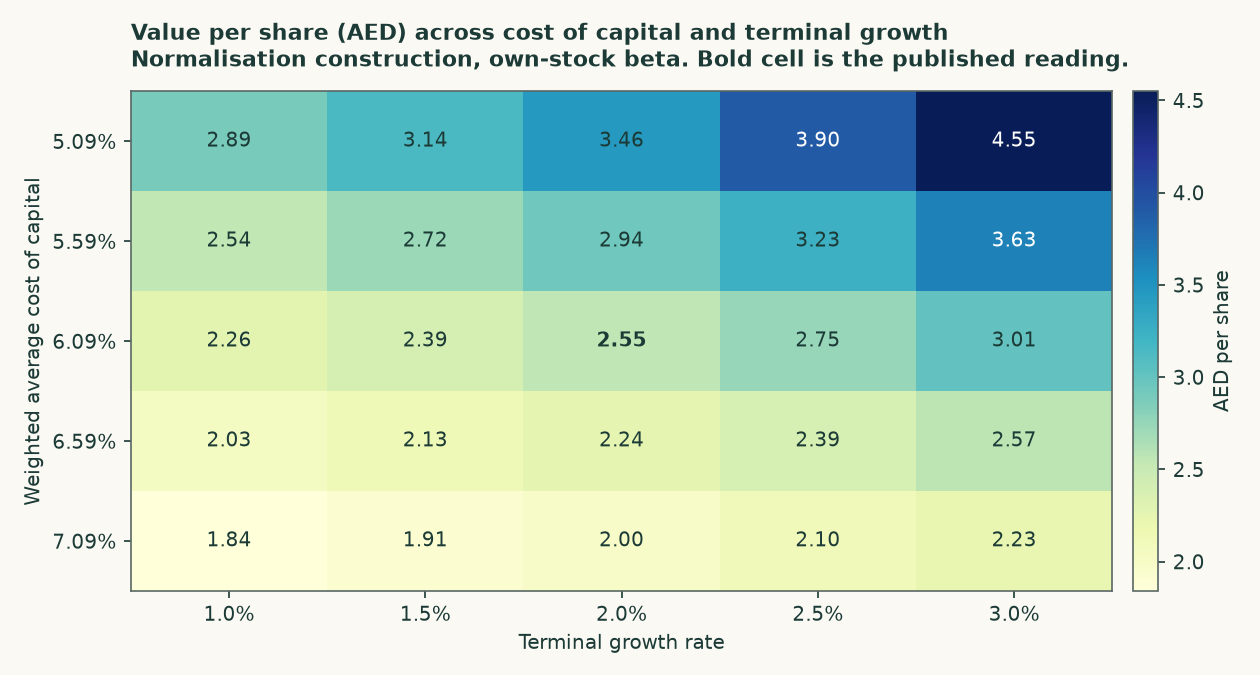 Value per share (AED) across cost of capital and terminal growth
Normalisation construction, own-stock beta. Bold cell is the published reading.
Weighted average cost of capital
5.09% 2.89 3.14 3.46 3.90 4.55
5.59% 2.54 2.72 2.94 3.23 3.63
6.09% 2.26 2.39 2.55 2.75 3.01
6.59% 2.03 2.13 2.24 2.39 2.57
7.09% 1.84 1.91 2.00 2.10 2.23
1.0% 1.5% 2.0% 2.5% 3.0%
Terminal growth rate
4.5
4.0
3.5
3.0
2.5
2.0
AED per share